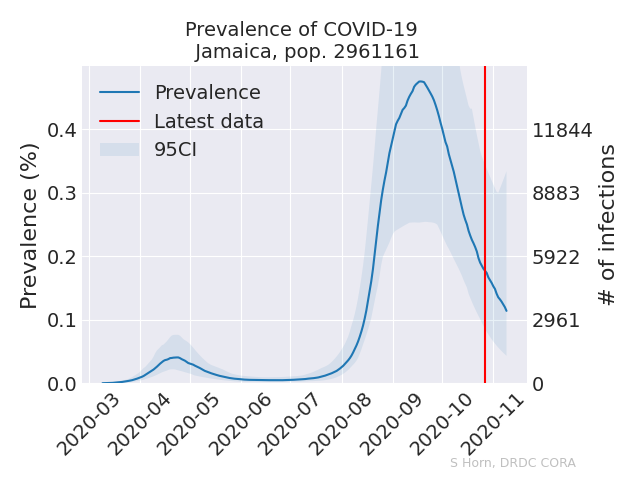 Prevalence of COVID-19
Jamaica, pop. 2961161
Prevalence
Latest data
95CI
Prevalence (%)
0.4
0.3
0.2
0.1
0.0
11844
8883
5922
2961
0
# of infections
2020-03
2020-04
2020-05
2020-06
2020-07
2020-08
2020-09
2020-10
2020-11
S Horn, DRDC CORA